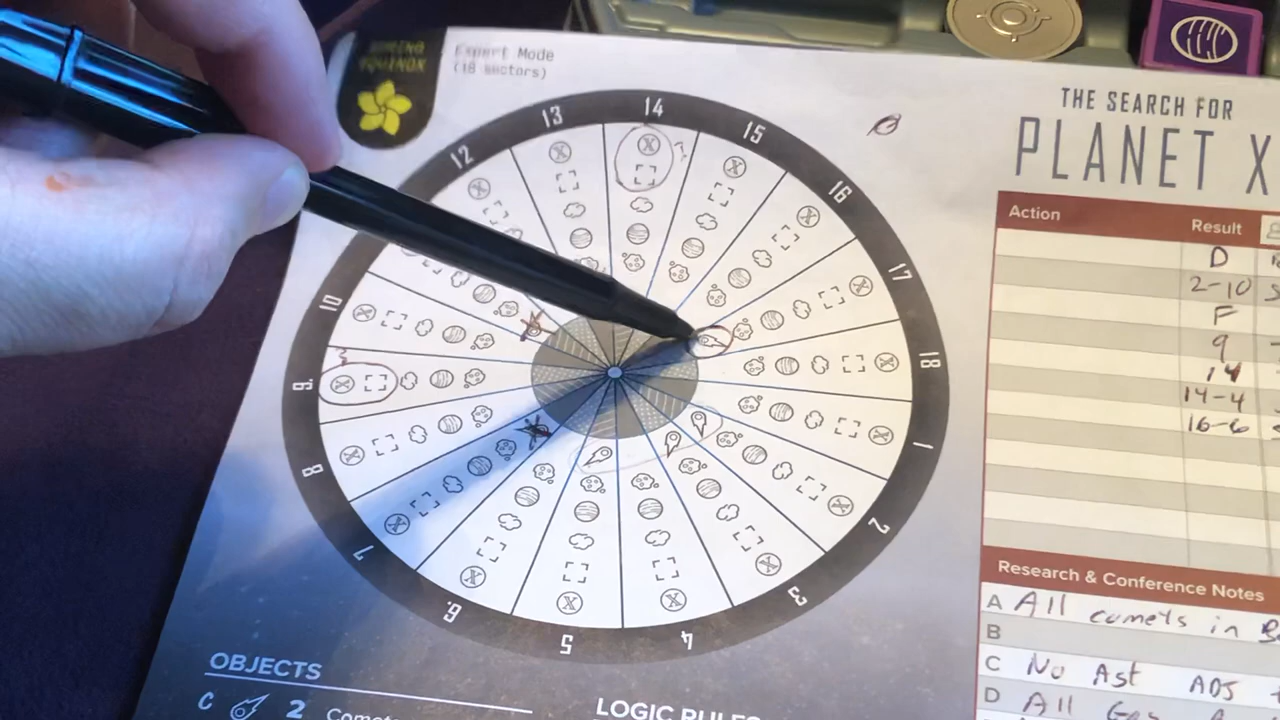 Expert Mode
(18 sectors)
THE SEARCH FOR
PLANET X
12
13
14
15
16
17
18
1
2
3
4
5
6.
7
8
9.
10
Action
Result
D
2-10
F
9
14
14-4
16-6
Research & Conference Notes
A All comets in
B
C No Ast ADJ
D All
OBJECTS
C 2 Comets
LOGIC RULES